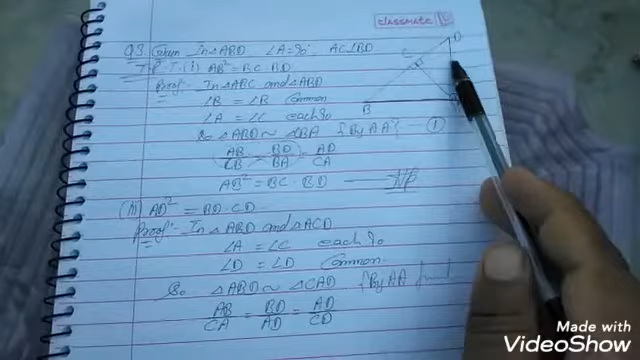 classmate
Q3 Given In △ABD ∠A = 90° AC⊥BD
T.P.T. (i) AB² = BC · BD
Proof:- In △ABC and △ABD
∠B = ∠B Common
∠A = ∠C each 90
So △ABD ~ △CBA {By AA} — ①
AB/CB = BD/BA = AD/CA
AB² = BC · BD
(iii) AD² = BD · CD
Proof:- In △ABD and △ACD
∠A = ∠C each 90
∠D = ∠D Common
So △ABD ~ △CAD {By AA
AB/CA = BD/AD = AD/CD
D
C
B
Made with
VideoShow